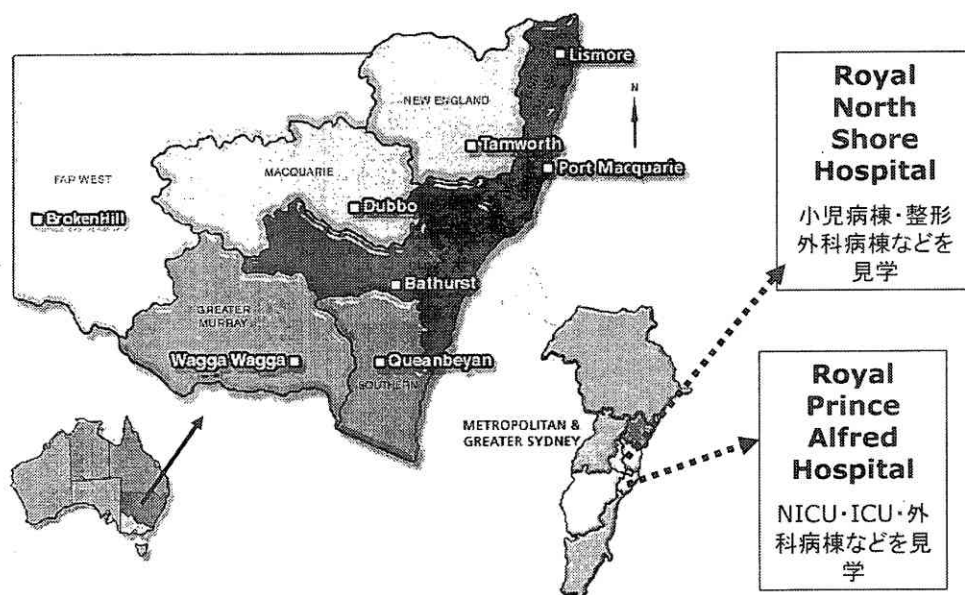 Lismore
NEW ENGLAND
N
Tamworth
Port Macquarie
FAR WEST
MACQUARIE
Broken Hill
Dubbo
Bathurst
GREATER
MURRAY
Wagga Wagga
Queanbeyan
SOUTHERN
METROPOLITAN &
GREATER SYDNEY
Royal
North
Shore
Hospital
小児病棟・整形
外科病棟などを
見学
Royal
Prince
Alfred
Hospital
NICU・ICU・外
科病棟などを見
学